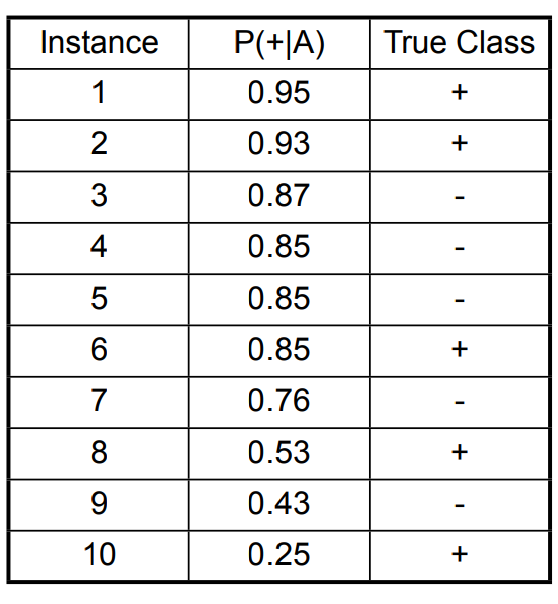 Instance P(+|A) True Class
1 0.95 +
2 0.93 +
3 0.87 -
4 0.85 -
5 0.85 -
6 0.85 +
7 0.76 -
8 0.53 +
9 0.43 -
10 0.25 +